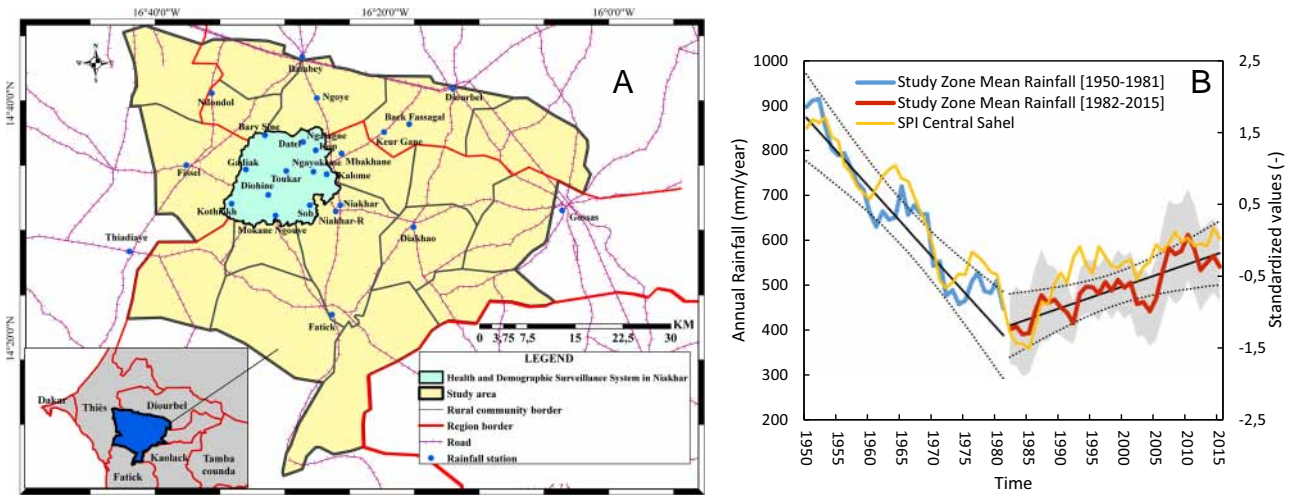 16°40'0"W
16°20'0"W
16°0'0"W
14°40'0"N
14°20'0"N
A
N
W
E
S
Bambey
Ndondol
Ngoye
Diourbel
Back Fassagal
Bary Sine
Keur Gane
Datel
Mbakhane
Fissel
Gadiak
Ngayokheme
Toukar
Kalome
Diohine
Sob
Niakhar
Niakhar-R
Mokane Ngouye
Gossas
Thiadiaye
Diakhao
Fatick
KM
0 3,75 7,5 15 22,5 30
LEGEND
Health and Demographic Surveillance System in Niakhar
Study area
Rural community border
Region border
Road
Rainfall station
Dakar
Thiès
Diourbel
Kaolack
Tamba
counda
Fatick
B
Study Zone Mean Rainfall [1950-1981]
Study Zone Mean Rainfall [1982-2015]
SPI Central Sahel
Annual Rainfall (mm/year)
1000
900
800
700
600
500
400
300
200
2,5
1,5
0,5
-0,5
-1,5
-2,5
Standardized values (-)
1950 1955 1960 1965 1970 1975 1980 1985 1990 1995 2000 2005 2010 2015
Time